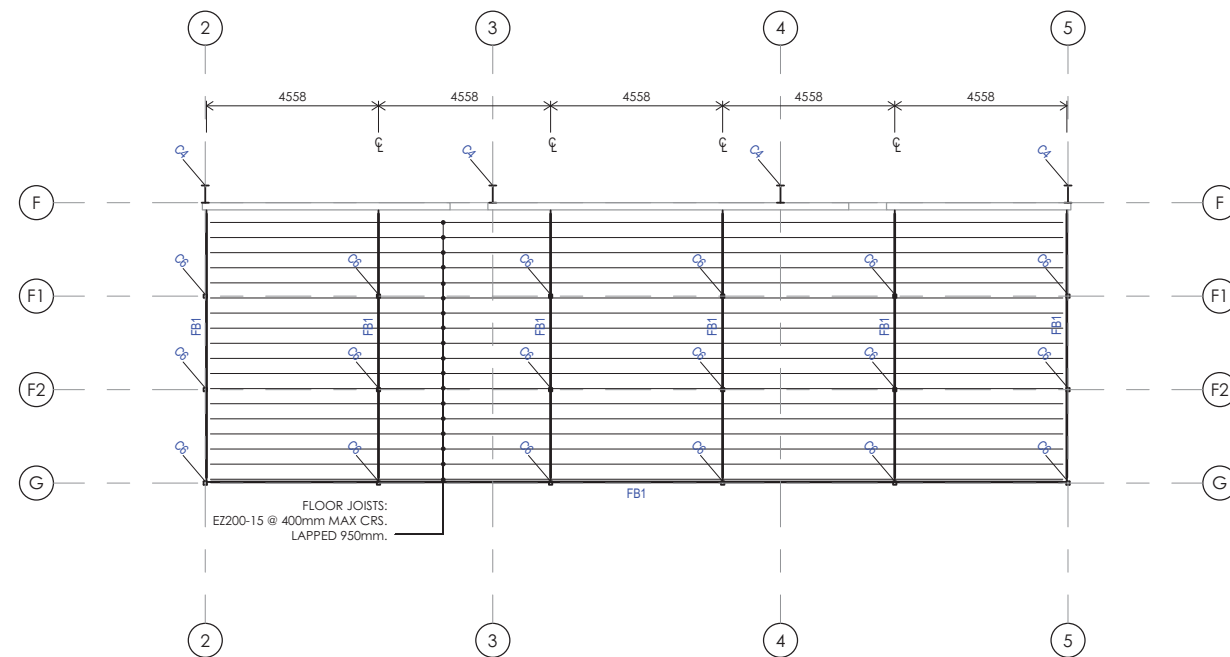 2 3 4 5
4558 4558 4558 4558 4558
℄ ℄ ℄ ℄
C4 C4 C4 C4
F F
C6 C6 C6 C6 C6 C6
F1 F1
FB1 FB1 FB1 FB1 FB1 FB1
C6 C6 C6 C6 C6 C6
F2 F2
C6 C6 C6 C6 C6 C6
G G
FB1
FLOOR JOISTS:
EZ200-15 @ 400mm MAX CRS.
LAPPED 950mm.
2 3 4 5